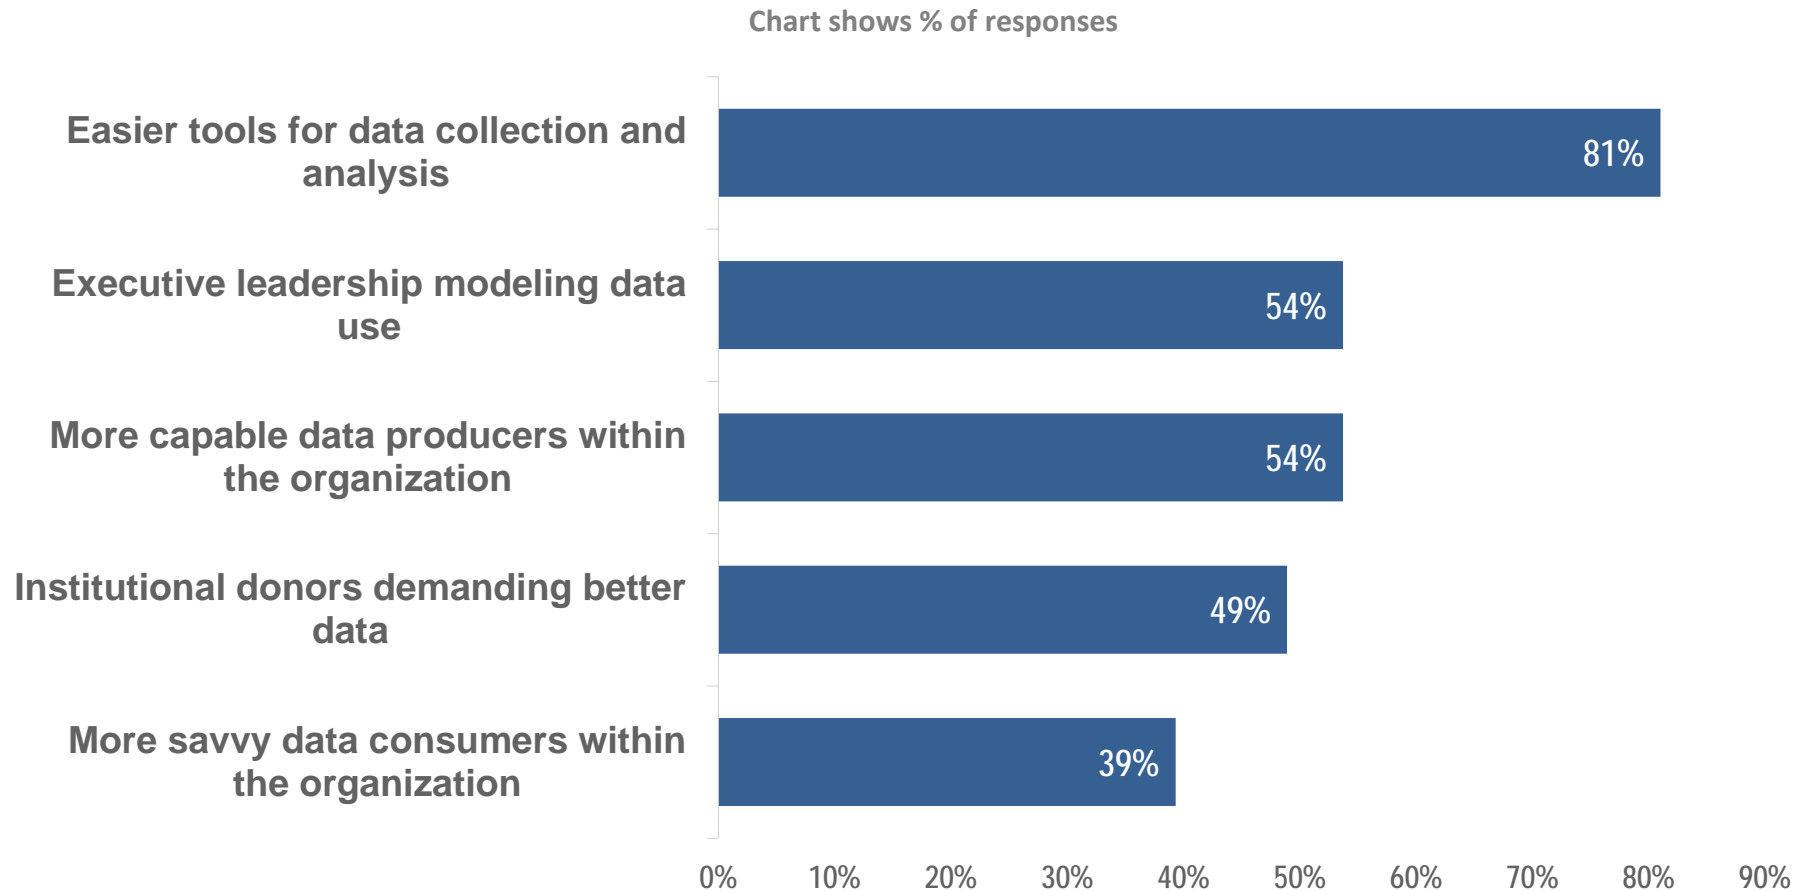 Chart shows % of responses
Easier tools for data collection and
analysis
81%
Executive leadership modeling data
use
54%
More capable data producers within
the organization
54%
Institutional donors demanding better
data
49%
More savvy data consumers within
the organization
39%
0% 10% 20% 30% 40% 50% 60% 70% 80% 90%